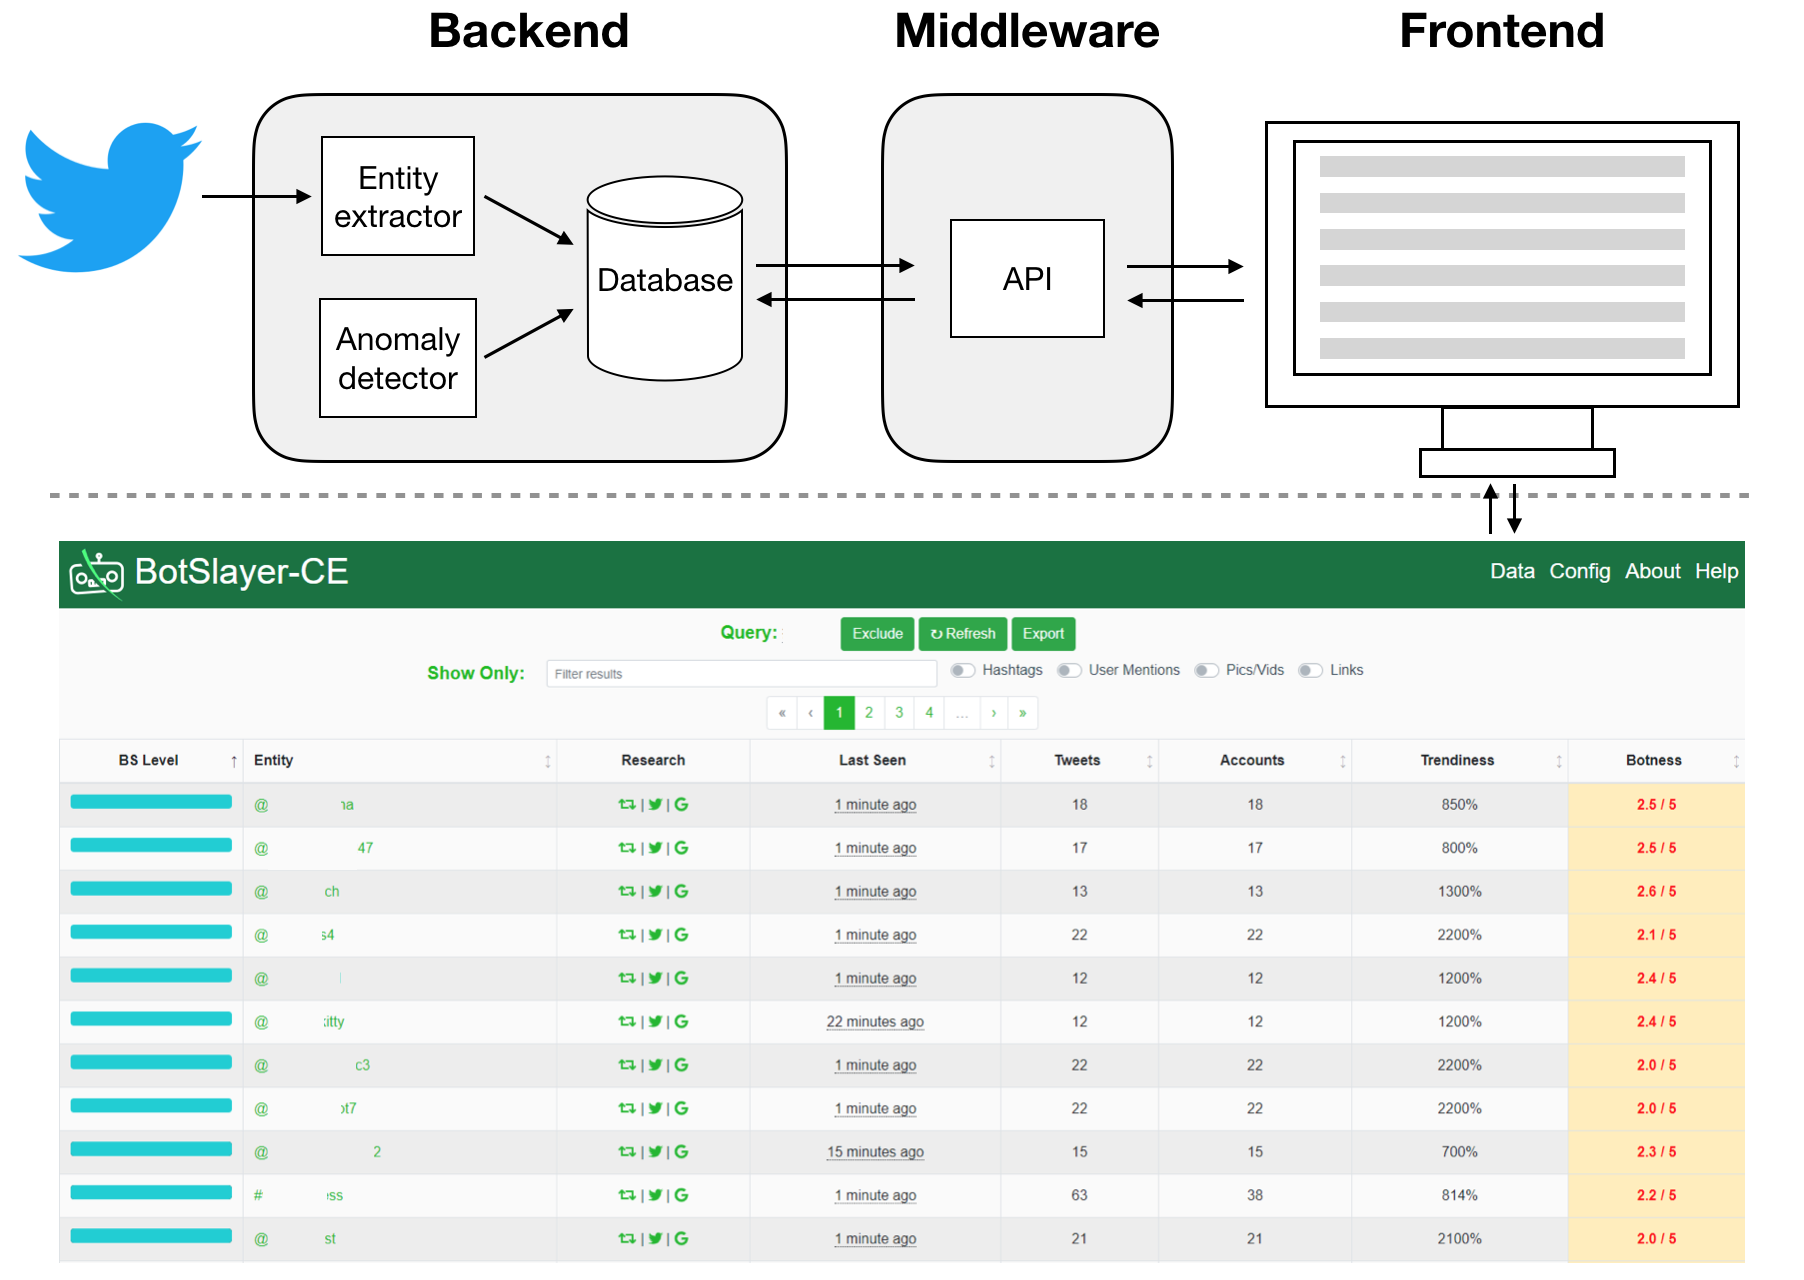 Backend Middleware Frontend
Entity
extractor
Anomaly
detector
Database
API
BotSlayer-CE Data Config About Help
Query: Exclude ↻ Refresh Export
Show Only: Filter results Hashtags User Mentions Pics/Vids Links
« ‹ 1 2 3 4 ... › »
BS Level ↑ Entity Research Last Seen Tweets Accounts Trendiness Botness
@ na | | G 1 minute ago 18 18 850% 2.5 / 5
@ 47 | | G 1 minute ago 17 17 800% 2.5 / 5
@ ch | | G 1 minute ago 13 13 1300% 2.6 / 5
@ s4 | | G 1 minute ago 22 22 2200% 2.1 / 5
@ | | G 1 minute ago 12 12 1200% 2.4 / 5
@ kitty | | G 22 minutes ago 12 12 1200% 2.4 / 5
@ c3 | | G 1 minute ago 22 22 2200% 2.0 / 5
@ ot7 | | G 1 minute ago 22 22 2200% 2.0 / 5
@ 2 | | G 15 minutes ago 15 15 700% 2.3 / 5
# ess | | G 1 minute ago 63 38 814% 2.2 / 5
@ st | | G 1 minute ago 21 21 2100% 2.0 / 5